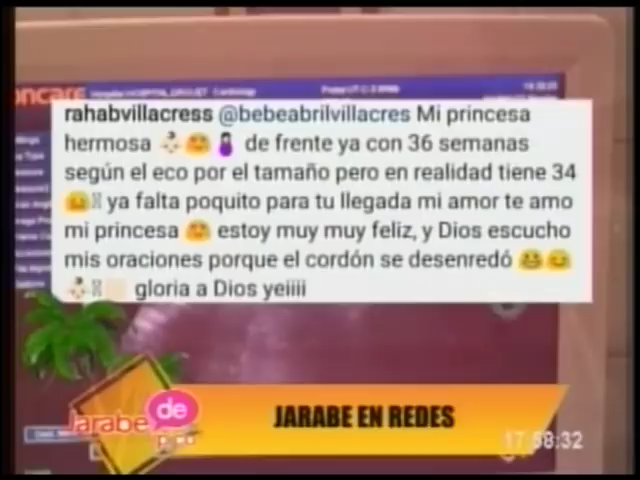 rahabvillacress @bebeabrilvillacres Mi princesa
hermosa 👶🏻😍🤰 de frente ya con 36 semanas
según el eco por el tamaño pero en realidad tiene 34
ya falta poquito para tu llegada mi amor te amo
mi princesa estoy muy muy feliz, y Dios escucho
mis oraciones porque el cordón se desenredó
gloria a Dios yeiiii
Jarabe de pico
JARABE EN REDES
17:58:32